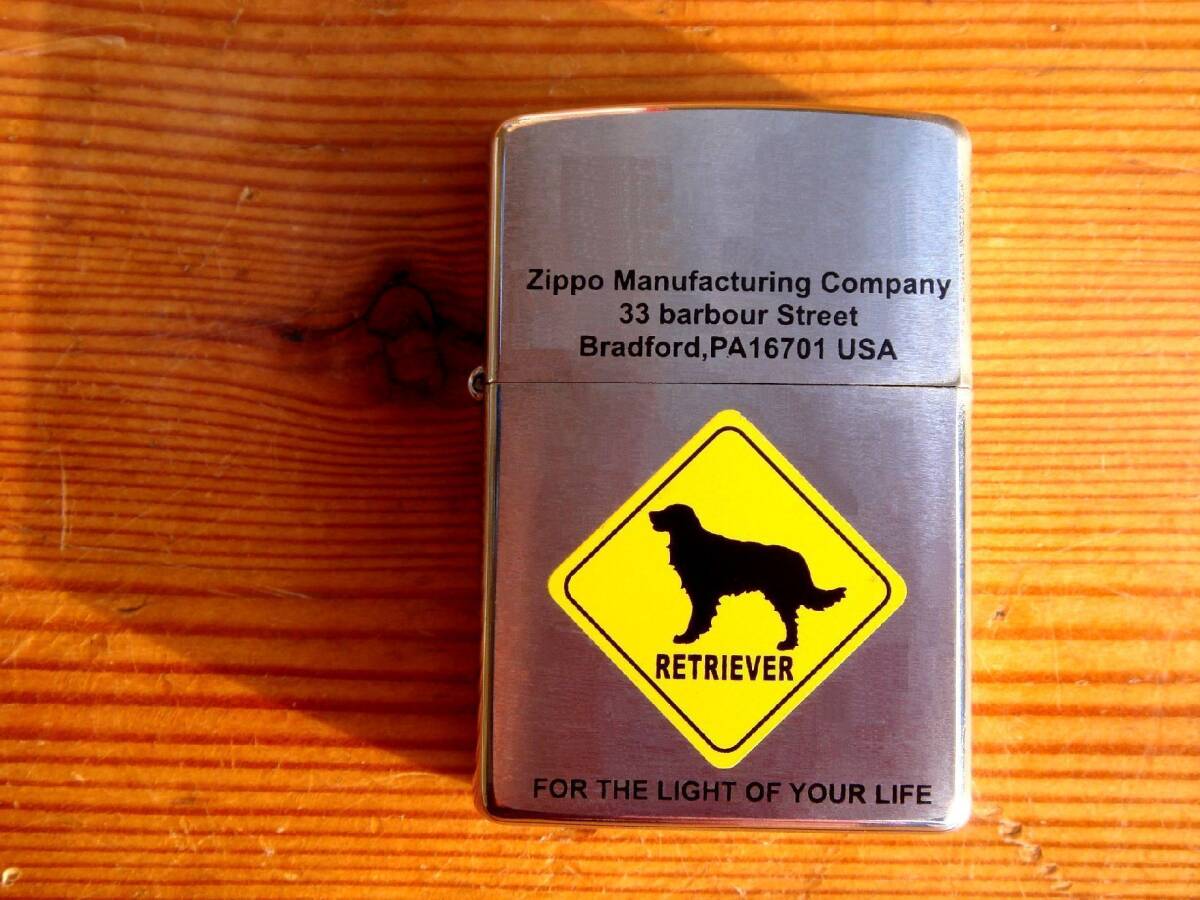 Zippo Manufacturing Company
33 barbour Street
Bradford,PA16701 USA
RETRIEVER
FOR THE LIGHT OF YOUR LIFE